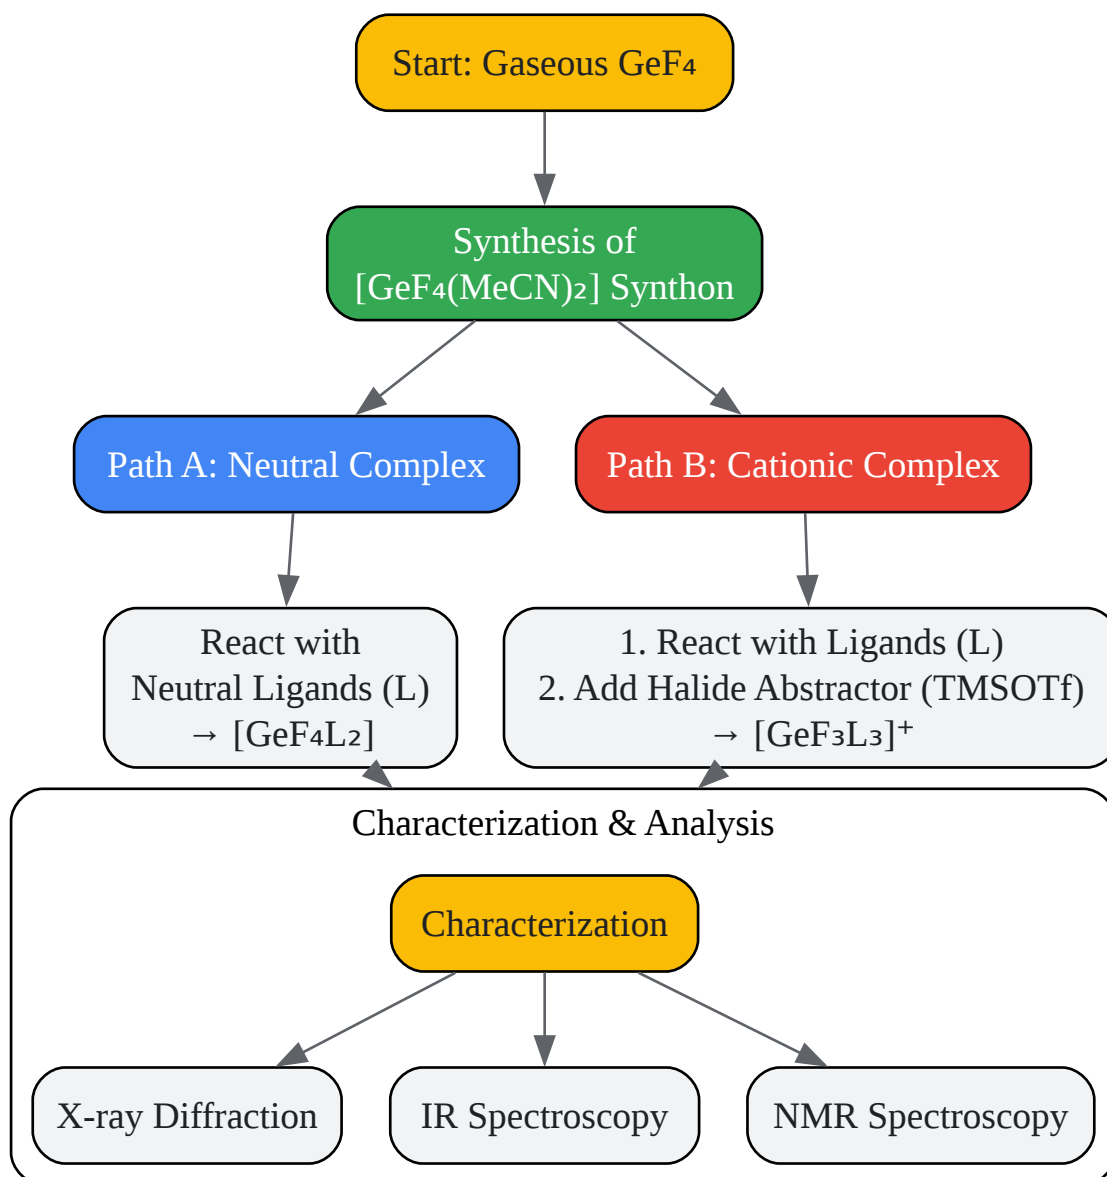 Start: Gaseous GeF₄
Synthesis of
[GeF₄(MeCN)₂] Synthon
Path A: Neutral Complex
Path B: Cationic Complex
React with
Neutral Ligands (L)
→ [GeF₄L₂]
1. React with Ligands (L)
2. Add Halide Abstractor (TMSOTf)
→ [GeF₃L₃]⁺
Characterization & Analysis
Characterization
X-ray Diffraction
IR Spectroscopy
NMR Spectroscopy